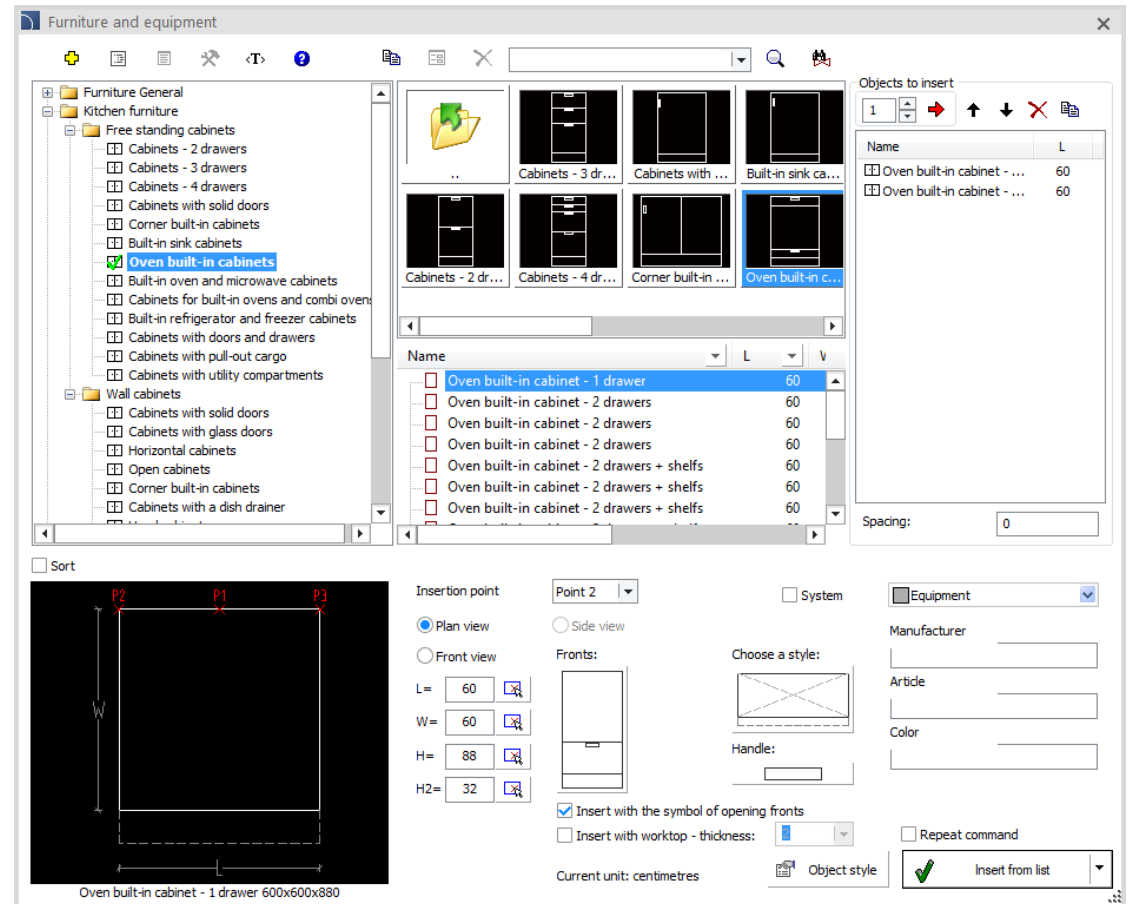 Furniture and equipment
<T>
?
Furniture General
Kitchen furniture
Free standing cabinets
Cabinets - 2 drawers
Cabinets - 3 drawers
Cabinets - 4 drawers
Cabinets with solid doors
Corner built-in cabinets
Built-in sink cabinets
Oven built-in cabinets
Built-in oven and microwave cabinets
Cabinets for built-in ovens and combi oven:
Built-in refrigerator and freezer cabinets
Cabinets with doors and drawers
Cabinets with pull-out cargo
Cabinets with utility compartments
Wall cabinets
Cabinets with solid doors
Cabinets with glass doors
Horizontal cabinets
Open cabinets
Corner built-in cabinets
Cabinets with a dish drainer
Sort
..
Cabinets - 3 dr...
Cabinets with ...
Built-in sink ca...
Cabinets - 2 dr...
Cabinets - 4 dr...
Corner built-in ...
Oven built-in c...
Name L
Oven built-in cabinet - 1 drawer 60
Oven built-in cabinet - 2 drawers 60
Oven built-in cabinet - 2 drawers 60
Oven built-in cabinet - 2 drawers 60
Oven built-in cabinet - 2 drawers + shelfs 60
Oven built-in cabinet - 2 drawers + shelfs 60
Oven built-in cabinet - 2 drawers + shelfs 60
Objects to insert
1
Name L
Oven built-in cabinet - ... 60
Oven built-in cabinet - ... 60
Spacing: 0
P2 P1 P3
W
L
Oven built-in cabinet - 1 drawer 600x600x880
Insertion point Point 2
Plan view Side view
Front view
L= 60
W= 60
H= 88
H2= 32
Fronts:
System
Choose a style:
Handle:
Insert with the symbol of opening fronts
Insert with worktop - thickness: 2
Current unit: centimetres
Object style
Equipment
Manufacturer
Article
Color
Repeat command
Insert from list